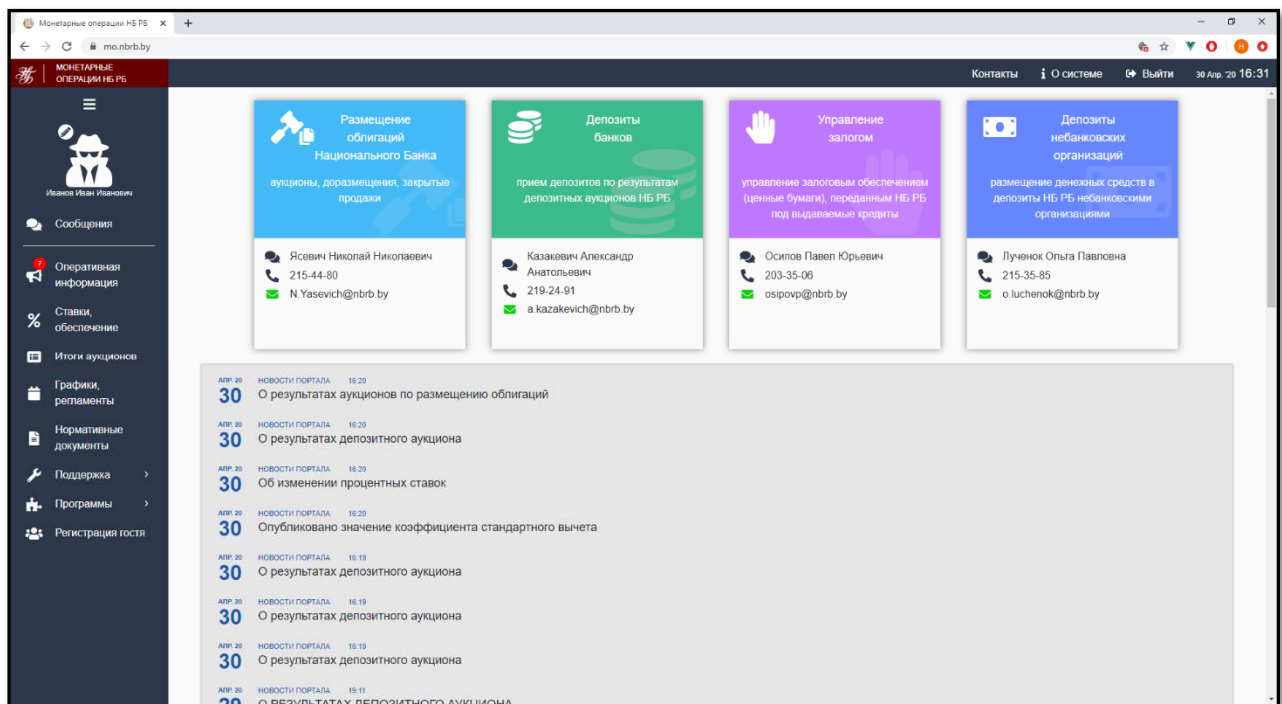 Монетарные операции НБ РБ
mo.nbrb.by
МОНЕТАРНЫЕ
ОПЕРАЦИИ НБ РБ
Контакты
О системе
Выйти
30 Апр. '20 16:31
Иванов Иван Иванович
Сообщения
7
Оперативная
информация
Ставки,
обеспечение
Итоги аукционов
Графики,
регламенты
Нормативные
документы
Поддержка
Программы
Регистрация гостя
Размещение
облигаций
Национального Банка
аукционы, доразмещения, закрытые
продажи
Ясевич Николай Николаевич
215-44-80
N.Yasevich@nbrb.by
Депозиты
банков
прием депозитов по результатам
депозитных аукционов НБ РБ
Казакевич Александр
Анатольевич
219-24-91
a.kazakevich@nbrb.by
Управление
залогом
управление залоговым обеспечением
(ценные бумаги), переданным НБ РБ
под выдаваемые кредиты
Осипов Павел Юрьевич
203-35-06
osipovp@nbrb.by
Депозиты
небанковских
организаций
размещение денежных средств в
депозиты НБ РБ небанковскими
организациями
Лученок Ольга Павловна
215-35-85
o.luchenok@nbrb.by
АПР. 20 НОВОСТИ ПОРТАЛА 16:20
30 О результатах аукционов по размещению облигаций
АПР. 20 НОВОСТИ ПОРТАЛА 16:20
30 О результатах депозитного аукциона
АПР. 20 НОВОСТИ ПОРТАЛА 16:20
30 Об изменении процентных ставок
АПР. 20 НОВОСТИ ПОРТАЛА 16:20
30 Опубликовано значение коэффициента стандартного вычета
АПР. 20 НОВОСТИ ПОРТАЛА 16:19
30 О результатах депозитного аукциона
АПР. 20 НОВОСТИ ПОРТАЛА 16:19
30 О результатах депозитного аукциона
АПР. 20 НОВОСТИ ПОРТАЛА 16:19
30 О результатах депозитного аукциона
АПР. 20 НОВОСТИ ПОРТАЛА 19:11
29 О РЕЗУЛЬТАТАХ ДЕПОЗИТНОГО АУКЦИОНА